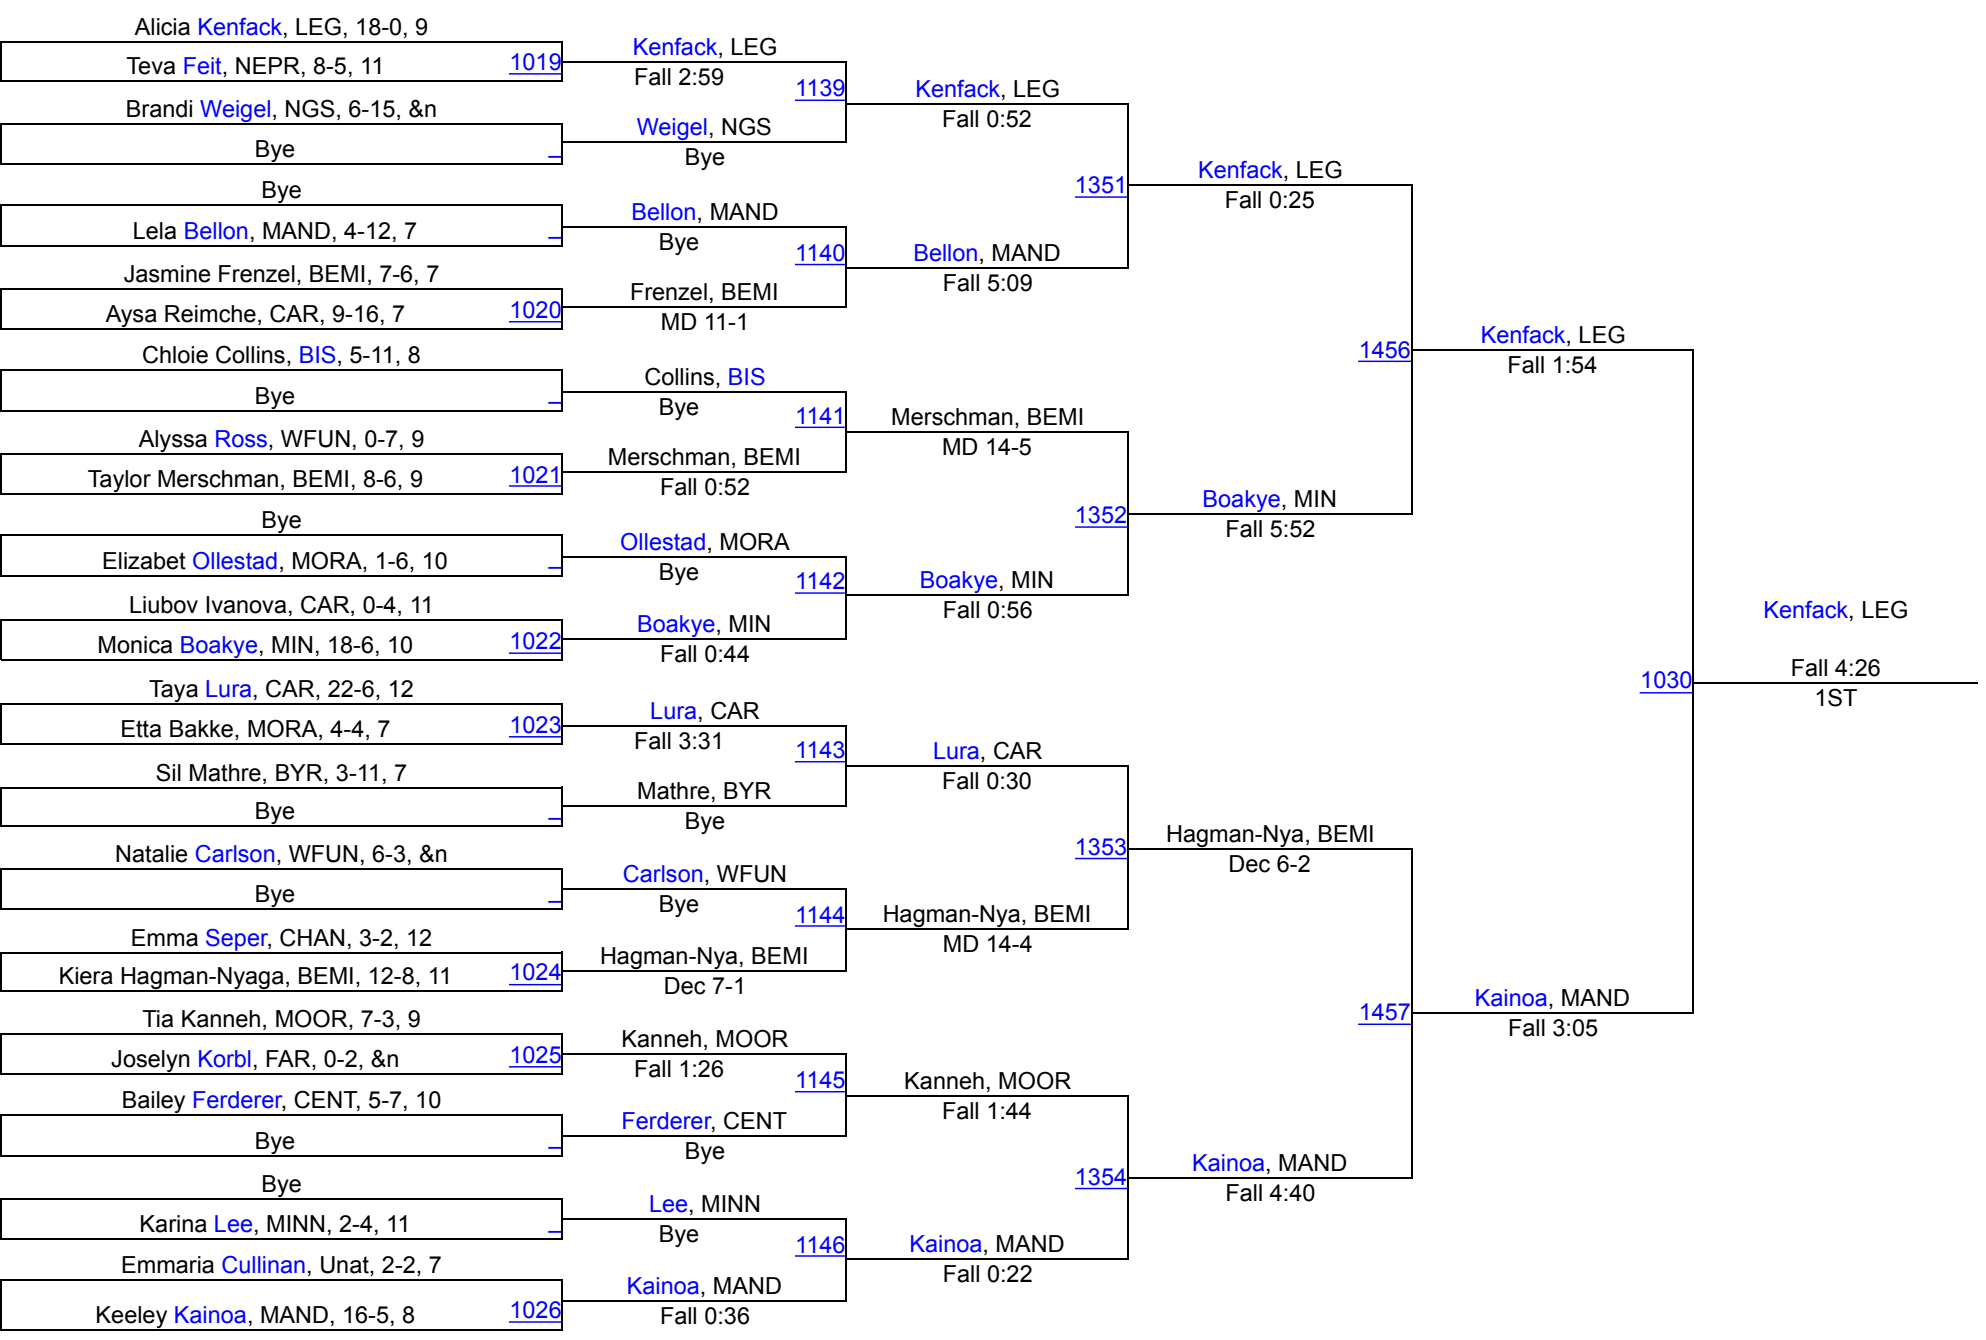 Alicia Kenfack, LEG, 18-0, 9
Teva Feit, NEPR, 8-5, 11
1019
Brandi Weigel, NGS, 6-15, &n
Bye
Bye
Lela Bellon, MAND, 4-12, 7
Jasmine Frenzel, BEMI, 7-6, 7
Aysa Reimche, CAR, 9-16, 7
1020
Chloie Collins, BIS, 5-11, 8
Bye
Alyssa Ross, WFUN, 0-7, 9
Taylor Merschman, BEMI, 8-6, 9
1021
Bye
Elizabet Ollestad, MORA, 1-6, 10
Liubov Ivanova, CAR, 0-4, 11
Monica Boakye, MIN, 18-6, 10
1022
Taya Lura, CAR, 22-6, 12
Etta Bakke, MORA, 4-4, 7
1023
Sil Mathre, BYR, 3-11, 7
Bye
Natalie Carlson, WFUN, 6-3, &n
Bye
Emma Seper, CHAN, 3-2, 12
Kiera Hagman-Nyaga, BEMI, 12-8, 11
1024
Tia Kanneh, MOOR, 7-3, 9
Joselyn Korbl, FAR, 0-2, &n
1025
Bailey Ferderer, CENT, 5-7, 10
Bye
Bye
Karina Lee, MINN, 2-4, 11
Emmaria Cullinan, Unat, 2-2, 7
Keeley Kainoa, MAND, 16-5, 8
1026
Kenfack, LEG
Fall 2:59
1139
Weigel, NGS
Bye
Bellon, MAND
Bye
1140
Frenzel, BEMI
MD 11-1
Collins, BIS
Bye
1141
Merschman, BEMI
Fall 0:52
Ollestad, MORA
Bye
1142
Boakye, MIN
Fall 0:44
Lura, CAR
Fall 3:31
1143
Mathre, BYR
Bye
Carlson, WFUN
Bye
1144
Hagman-Nya, BEMI
Dec 7-1
Kanneh, MOOR
Fall 1:26
1145
Ferderer, CENT
Bye
Lee, MINN
Bye
1146
Kainoa, MAND
Fall 0:36
Kenfack, LEG
Fall 0:52
1351
Bellon, MAND
Fall 5:09
Merschman, BEMI
MD 14-5
1352
Boakye, MIN
Fall 0:56
Lura, CAR
Fall 0:30
1353
Hagman-Nya, BEMI
MD 14-4
Kanneh, MOOR
Fall 1:44
1354
Kainoa, MAND
Fall 0:22
Kenfack, LEG
Fall 0:25
1456
Boakye, MIN
Fall 5:52
Hagman-Nya, BEMI
Dec 6-2
1457
Kainoa, MAND
Fall 4:40
Kenfack, LEG
Fall 1:54
1030
Kainoa, MAND
Fall 3:05
Kenfack, LEG
Fall 4:26
1ST